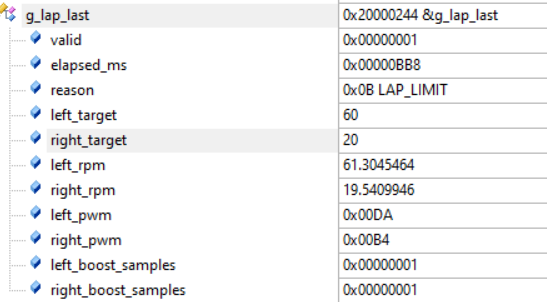 g_lap_last 0x20000244 &g_lap_last
valid 0x00000001
elapsed_ms 0x00000BB8
reason 0x0B LAP_LIMIT
left_target 60
right_target 20
left_rpm 61.3045464
right_rpm 19.5409946
left_pwm 0x00DA
right_pwm 0x00B4
left_boost_samples 0x00000001
right_boost_samples 0x00000001